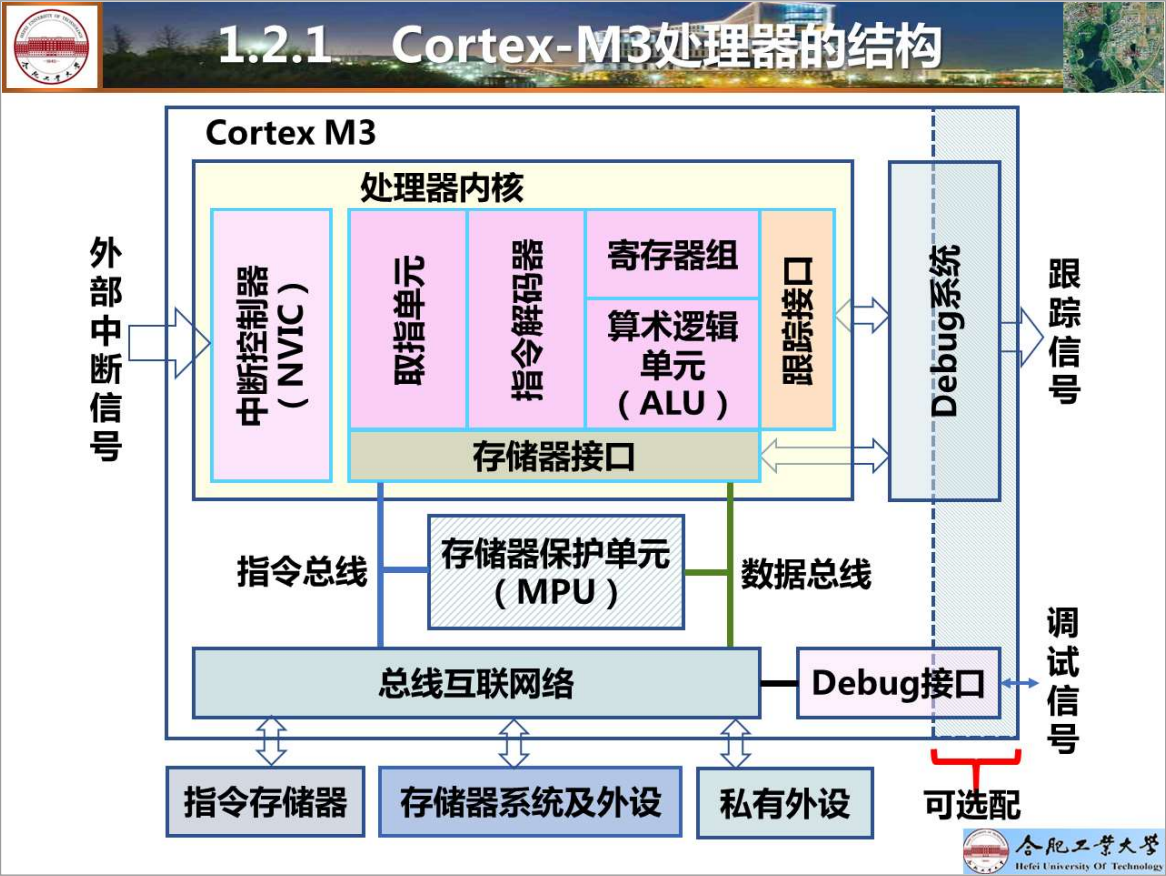 1.2.1 Cortex-M3处理器的结构
Cortex M3
处理器内核
外部中断信号
中断控制器
（NVIC）
取指单元
指令解码器
寄存器组
算术逻辑
单元
（ALU）
跟踪接口
Debug系统
跟踪信号
存储器接口
指令总线
存储器保护单元
（MPU）
数据总线
总线互联网络
Debug接口
调试信号
指令存储器
存储器系统及外设
私有外设
可选配
合肥工业大学
Hefei University Of Technology